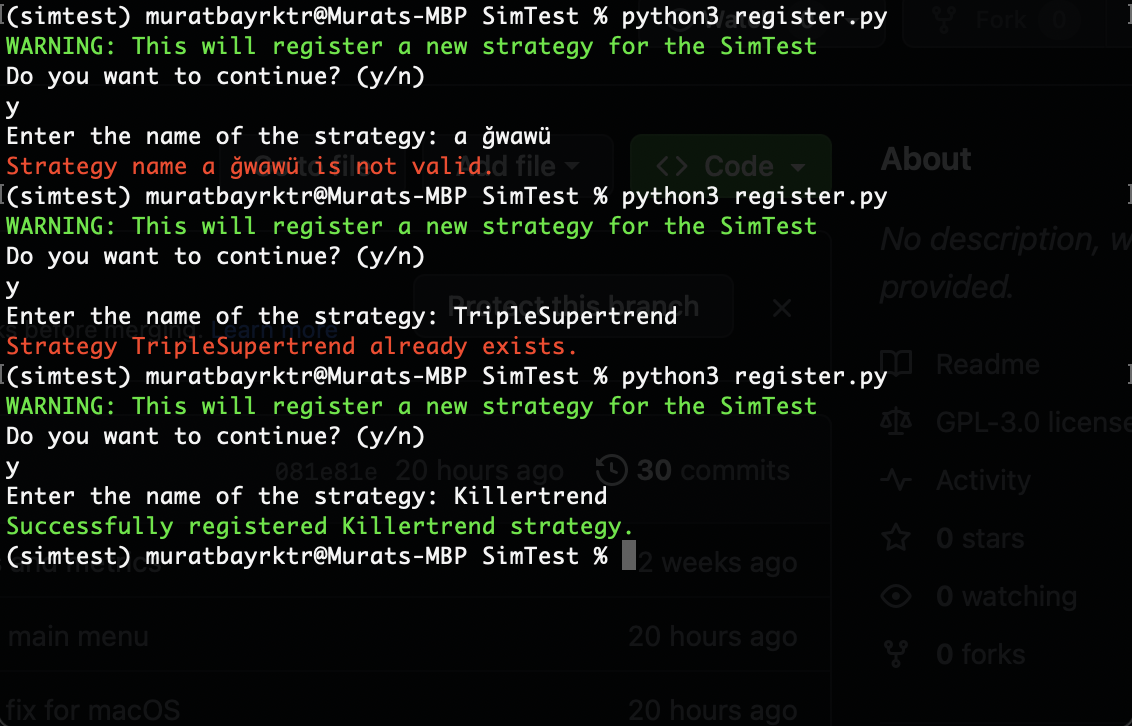 (simtest) muratbayrktr@Murats-MBP SimTest % python3 register.py
Fork 0
WARNING: This will register a new strategy for the SimTest
Do you want to continue? (y/n)
y
Enter the name of the strategy: a ğwawü
Strategy name a ğwawü is not valid.
Add file
<> Code
About
(simtest) muratbayrktr@Murats-MBP SimTest % python3 register.py
WARNING: This will register a new strategy for the SimTest
No description, w
Do you want to continue? (y/n)
provided.
y
Protect this branch
Enter the name of the strategy: TripleSupertrend
before merging. Learn more
Strategy TripleSupertrend already exists.
Readme
(simtest) muratbayrktr@Murats-MBP SimTest % python3 register.py
WARNING: This will register a new strategy for the SimTest
GPL-3.0 license
Do you want to continue? (y/n)
y
081e81e 20 hours ago 30 commits
Activity
Enter the name of the strategy: Killertrend
Successfully registered Killertrend strategy.
0 stars
(simtest) muratbayrktr@Murats-MBP SimTest %
and metrics
2 weeks ago
0 watching
main menu
20 hours ago
0 forks
fix for macOS
20 hours ago